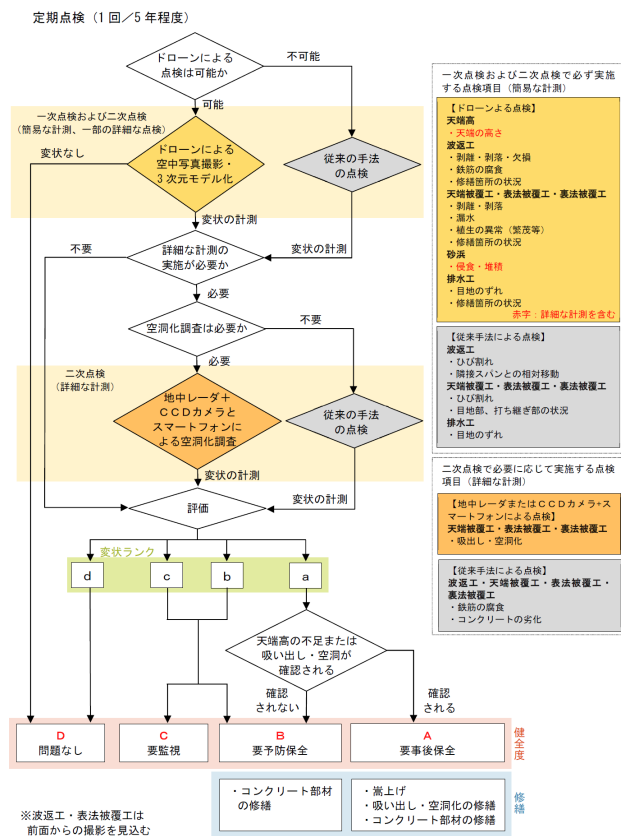 定期点検（１回／５年程度）
ドローンによる
点検は可能か
不可能
可能
一次点検および二次点検
（簡易な計測、一部の詳細な点検）
変状なし
ドローンによる
空中写真撮影・
３次元モデル化
従来の手法
の点検
変状の計測
不要
詳細な計測の
実施が必要か
変状の計測
必要
空洞化調査は必要か
不要
必要
二次点検
（詳細な計測）
地中レーダ＋
ＣＣＤカメラと
スマートフォン
による空洞化調査
従来の手法
の点検
変状の計測
評価
変状の計測
変状ランク
d
c
b
a
天端高の不足または
吸い出し・空洞が
確認される
確認
されない
確認
される
D
問題なし
C
要監視
B
要予防保全
A
要事後保全
健全度
・コンクリート部材
の修繕
・嵩上げ
・吸い出し・空洞化の修繕
・コンクリート部材の修繕
修繕
※波返工・表法被覆工は
前面からの撮影を見込む
一次点検および二次点検で必ず実施
する点検項目（簡易な計測）
【ドローンよる点検】
天端高
・天端の高さ
波返工
・剥離・剥落・欠損
・鉄筋の腐食
・修繕箇所の状況
天端被覆工・表法被覆工・裏法被覆工
・剥離・剥落
・漏水
・植生の異常（繁茂等）
・修繕箇所の状況
砂浜
・侵食・堆積
排水工
・目地のずれ
・修繕箇所の状況
赤字：詳細な計測を含む
【従来手法による点検】
波返工
・ひび割れ
・隣接スパンとの相対移動
天端被覆工・表法被覆工・裏法被覆工
・ひび割れ
・目地部、打ち継ぎ部の状況
排水工
・目地のずれ
二次点検で必要に応じて実施する点検
項目（詳細な計測）
【地中レーダまたはＣＣＤカメラ+ス
マートフォンによる点検】
天端被覆工・表法被覆工・裏法被覆工
・吸出し・空洞化
【従来手法による点検】
波返工・天端被覆工・表法被覆工・
裏法被覆工
・鉄筋の腐食
・コンクリートの劣化